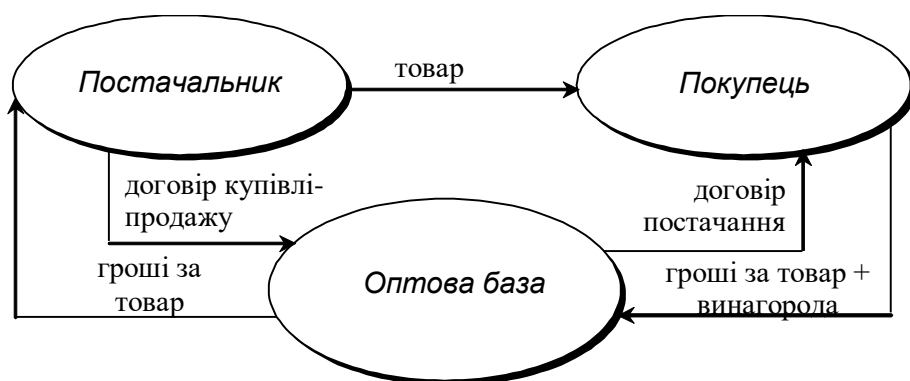 Постачальник
товар
Покупець
договір купівлі-
продажу
договір
постачання
гроші за
товар
Оптова база
гроші за товар +
винагорода